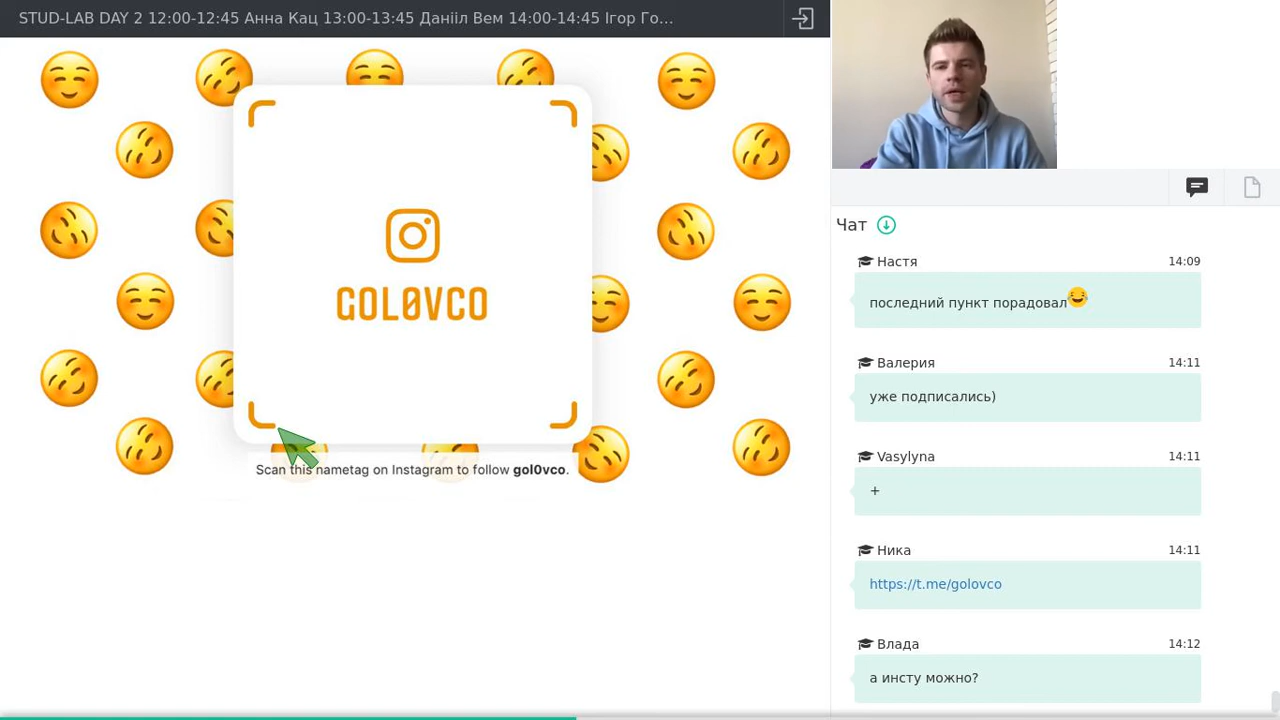 STUD-LAB DAY 2 12:00-12:45 Анна Кац 13:00-13:45 Данііл Вем 14:00-14:45 Ігор Го...
GOL0VCO
Scan this nametag on Instagram to follow gol0vco.
Чат
Настя 14:09
последний пункт порадовал😂
Валерия 14:11
уже подписались)
Vasylyna 14:11
+
Ника 14:11
https://t.me/golovco
Влада 14:12
а инсту можно?